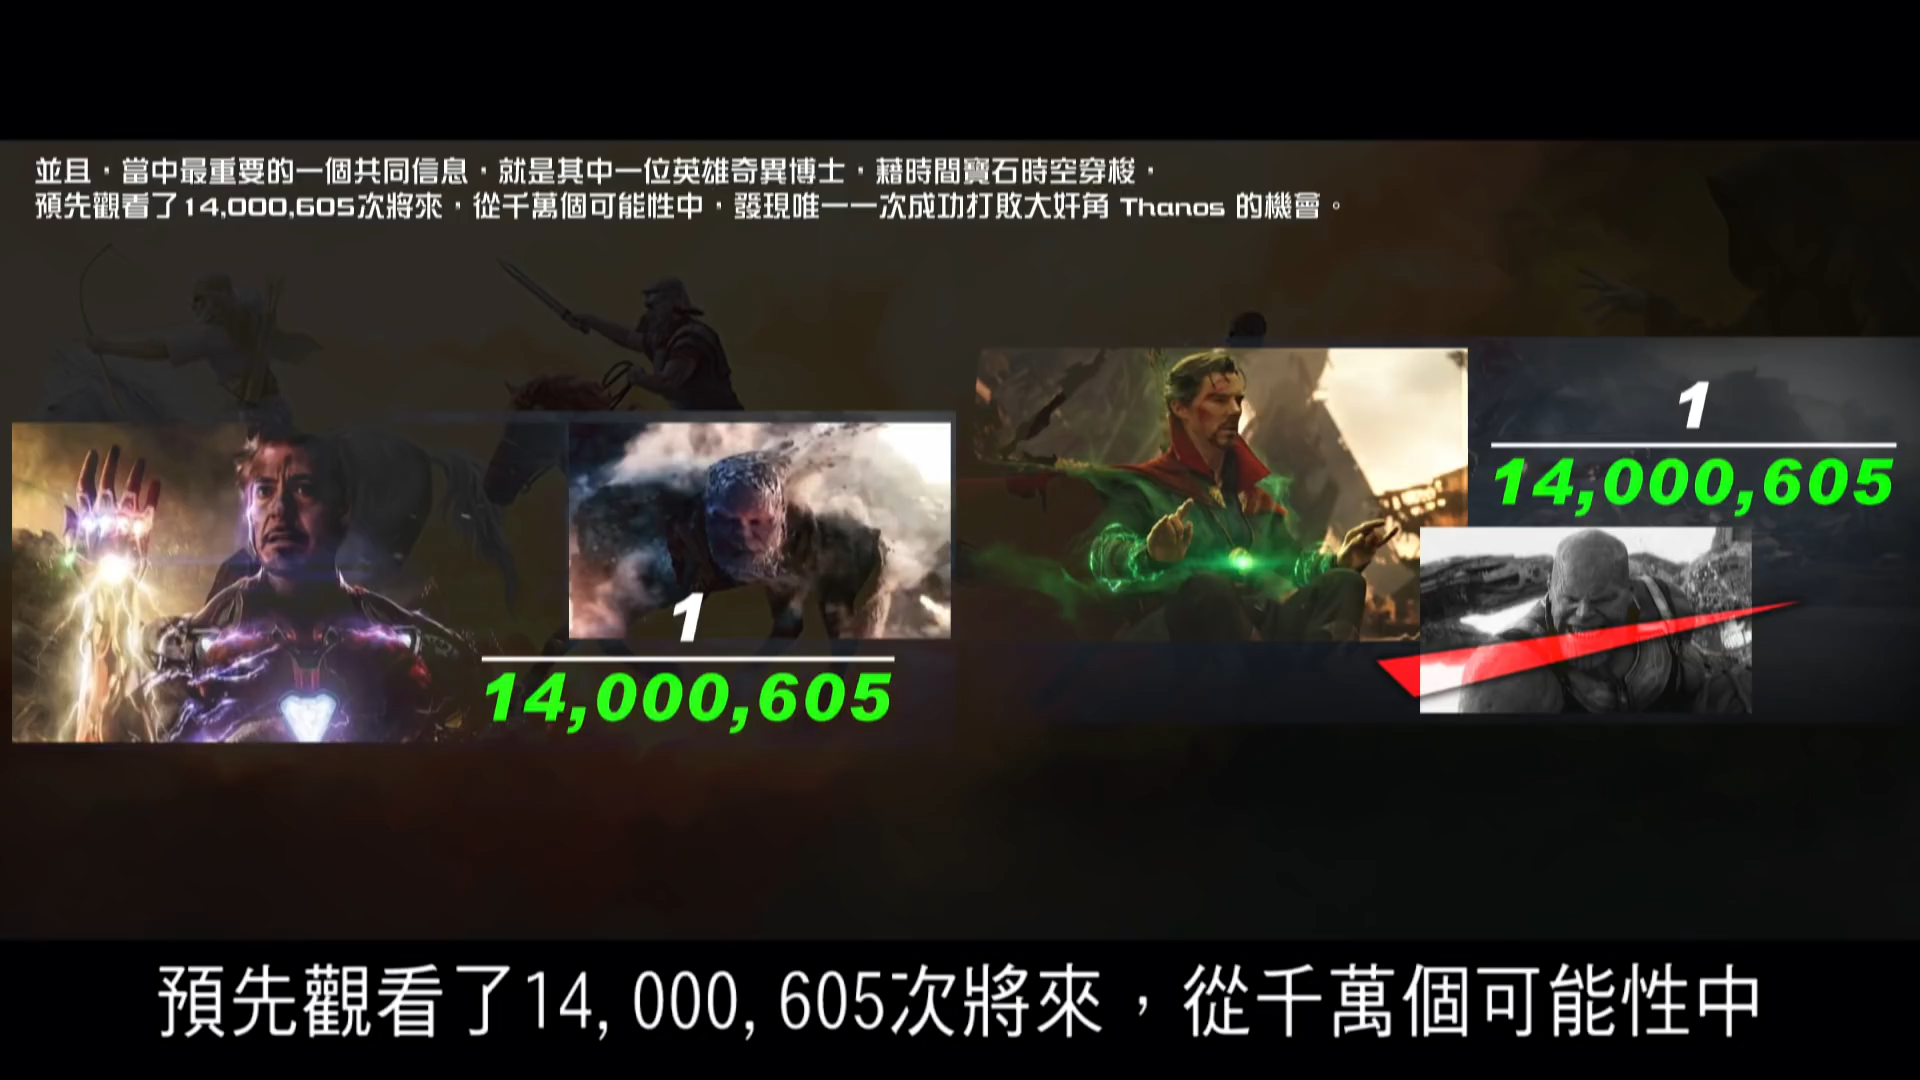 並且，當中最重要的一個共同信息，就是其中一位英雄奇異博士，藉時間寶石時空穿梭，
預先觀看了14,000,605次將來，從千萬個可能性中，發現唯一一次成功打敗大奸角 Thanos 的機會。
1
14,000,605
1
14,000,605
預先觀看了14,000,605次將來，從千萬個可能性中